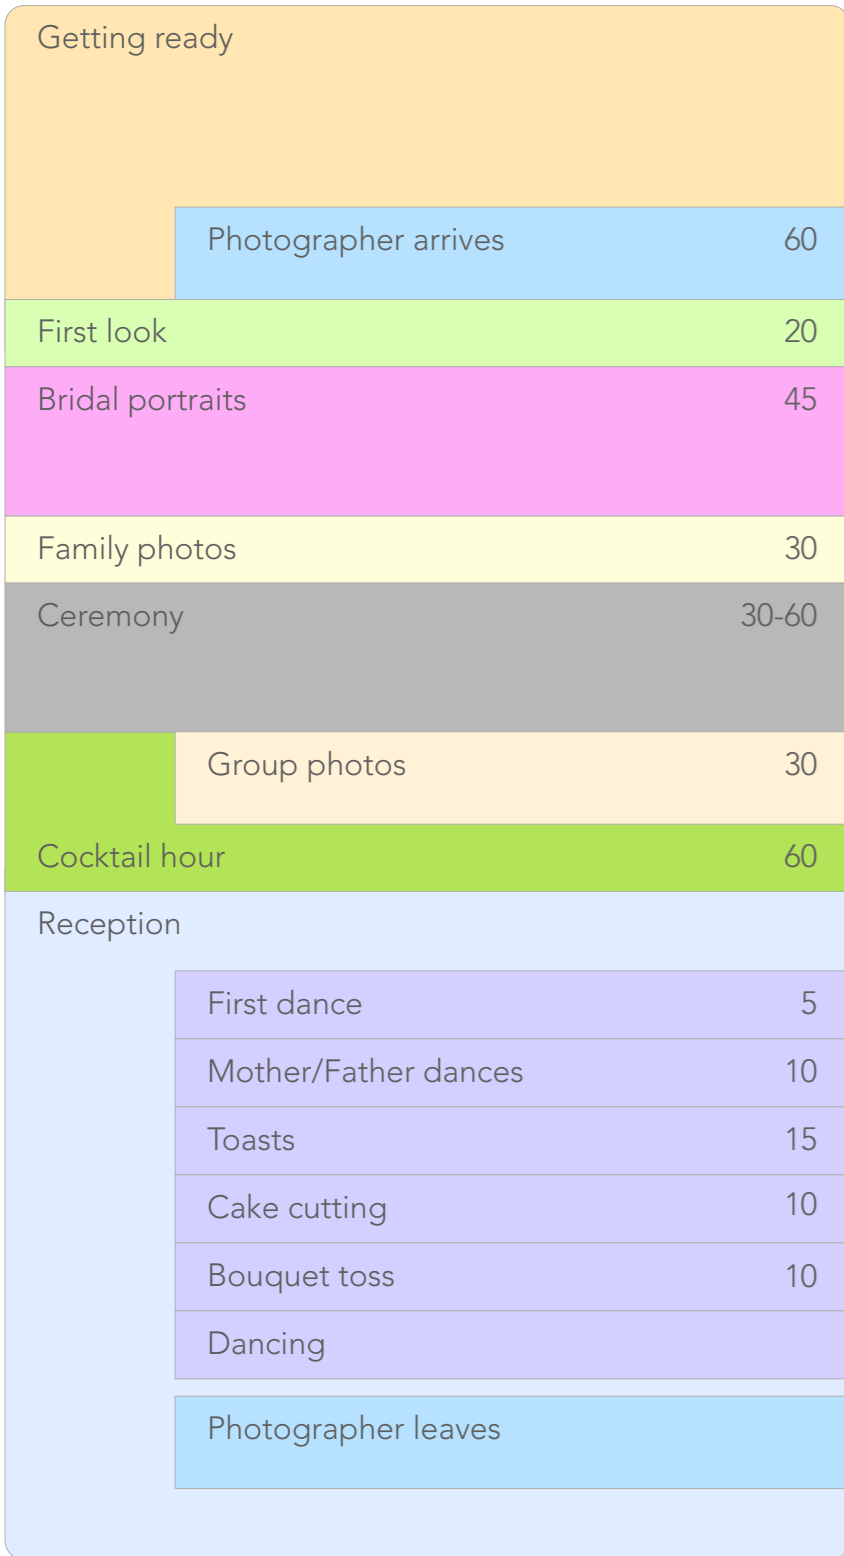 Getting ready
Photographer arrives 60
First look 20
Bridal portraits 45
Family photos 30
Ceremony 30-60
Group photos 30
Cocktail hour 60
Reception
First dance 5
Mother/Father dances 10
Toasts 15
Cake cutting 10
Bouquet toss 10
Dancing
Photographer leaves